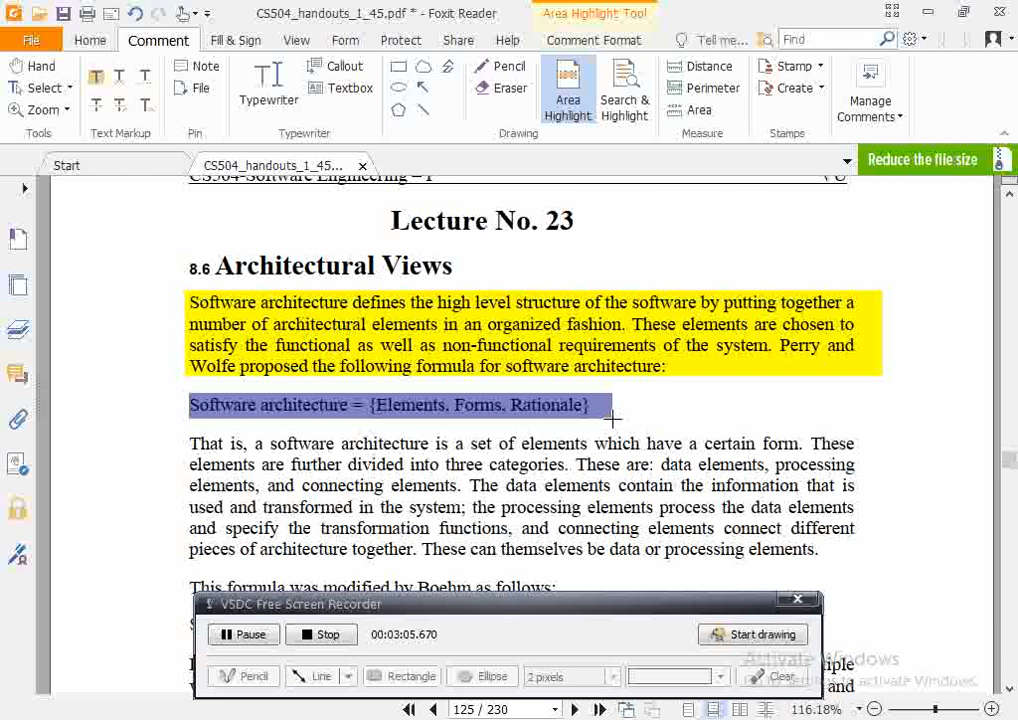 CS504_handouts_1_45.pdf * - Foxit Reader
Area Highlight Tool
File Home Comment Fill & Sign View Form Protect Share Help Comment Format Tell me... Find
Hand Select Zoom Tools
T T T T T T Text Markup
Note File Pin
Typewriter Callout Textbox Typewriter
Pencil Eraser Area Highlight Search & Highlight Drawing
Distance Perimeter Area Measure
Stamp Create Stamps
Manage Comments
Start CS504_handouts_1_45... Reduce the file size
CS504-Software Engineering – I
Lecture No. 23
8.6 Architectural Views
Software architecture defines the high level structure of the software by putting together a
number of architectural elements in an organized fashion. These elements are chosen to
satisfy the functional as well as non-functional requirements of the system. Perry and
Wolfe proposed the following formula for software architecture:
Software architecture = {Elements, Forms, Rationale}
That is, a software architecture is a set of elements which have a certain form. These
elements are further divided into three categories. These are: data elements, processing
elements, and connecting elements. The data elements contain the information that is
used and transformed in the system; the processing elements process the data elements
and specify the transformation functions, and connecting elements connect different
pieces of architecture together. These can themselves be data or processing elements.
This formula was modified by Boehm as follows:
VSDC Free Screen Recorder
Pause Stop 00:03:05.670 Start drawing
Pencil Line Rectangle Ellipse 2 pixels Clear
Activate Windows
to activate Windows.
and
125 / 230 116.18%